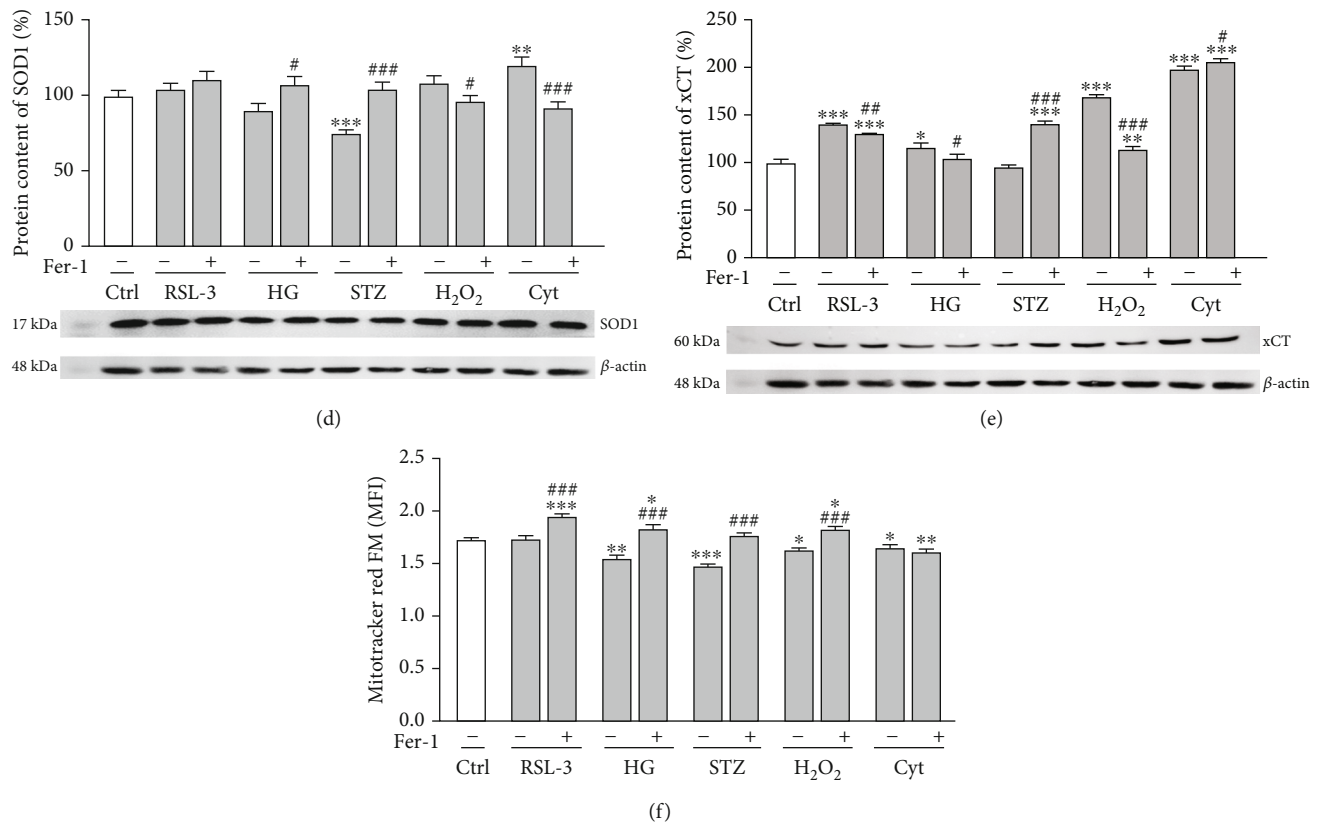 150
100
50
0
Protein content of SOD1 (%)
# ### # ** ###
***
Fer-1 − − + − + − + − + − +
Ctrl RSL-3 HG STZ H₂O₂ Cyt
17 kDa SOD1
48 kDa β-actin
(d)
250
200
150
100
50
0
Protein content of xCT (%)
*** ## *** * # ### *** *** ### ** *** # ***
Fer-1 − − + − + − + − + − +
Ctrl RSL-3 HG STZ H₂O₂ Cyt
60 kDa xCT
48 kDa β-actin
(e)
2.5
2.0
1.5
1.0
0.5
0.0
Mitotracker red FM (MFI)
### *** ** * ### *** ### * * ### * **
Fer-1 − − + − + − + − + − +
Ctrl RSL-3 HG STZ H₂O₂ Cyt
(f)